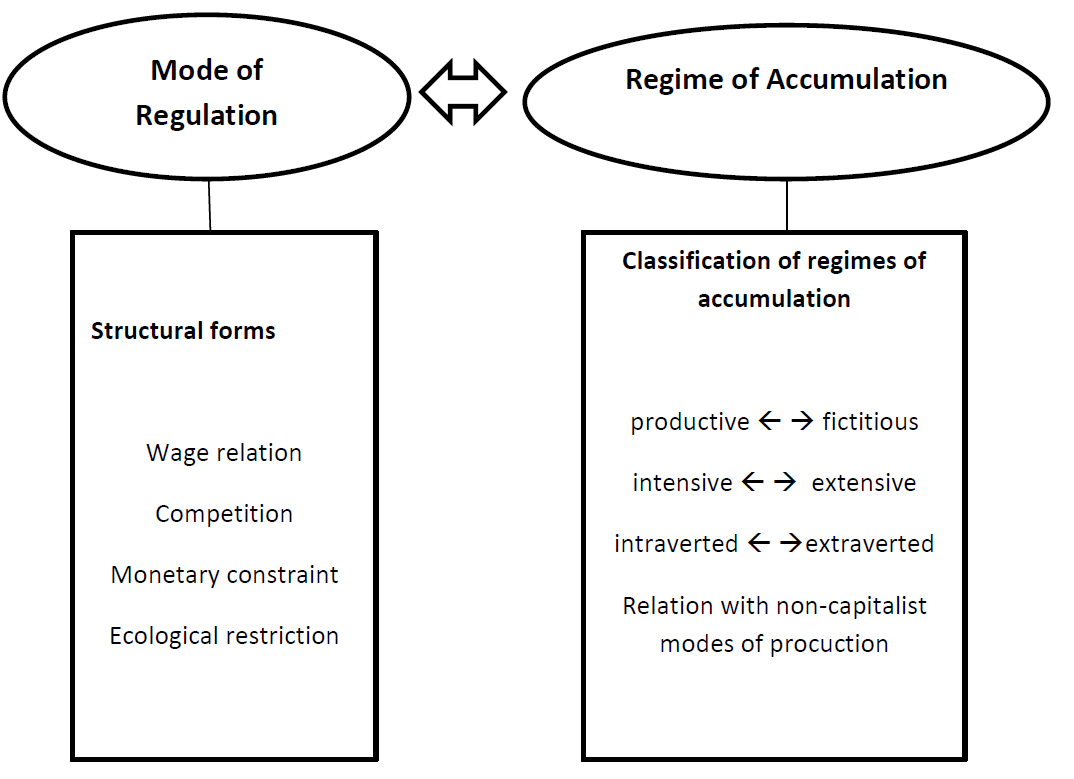 Mode of
Regulation
Regime of Accumulation
Structural forms
Wage relation
Competition
Monetary constraint
Ecological restriction
Classification of regimes of
accumulation
productive ← → fictitious
intensive ← → extensive
intraverted ← →extraverted
Relation with non-capitalist
modes of procuction